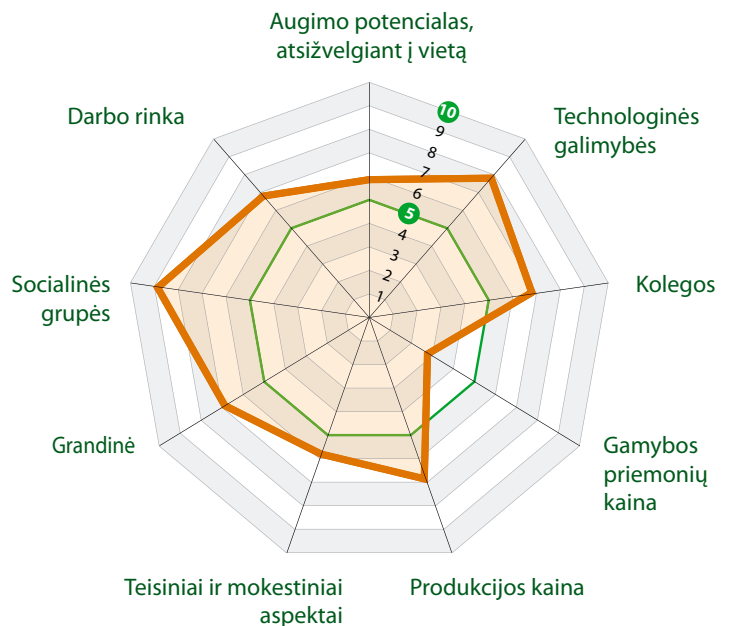 Augimo potencialas,
atsižvelgiant į vietą
Technologinės
galimybės
Kolegos
Gamybos
priemonių
kaina
Produkcijos kaina
Teisiniai ir mokestiniai
aspektai
Grandinė
Socialinės
grupės
Darbo rinka
10
9
8
7
6
5
4
3
2
1